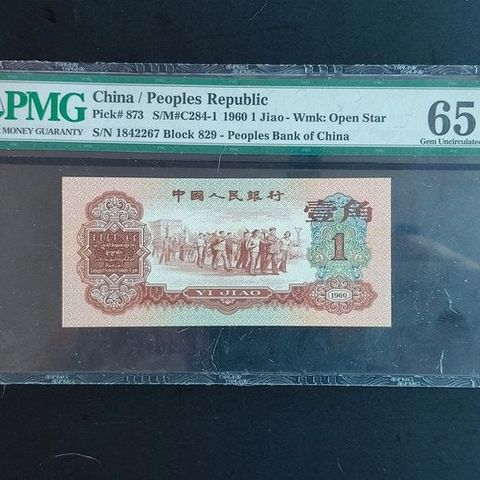 PMG
MONEY GUARANTY
China / Peoples Republic
Pick# 873 S/M#C284-1 1960 1 Jiao - Wmk: Open Star
S/N 1842267 Block 829 - Peoples Bank of China
65
Gem Uncirculated
中國人民銀行
壹角
1
YI JIAO
1960